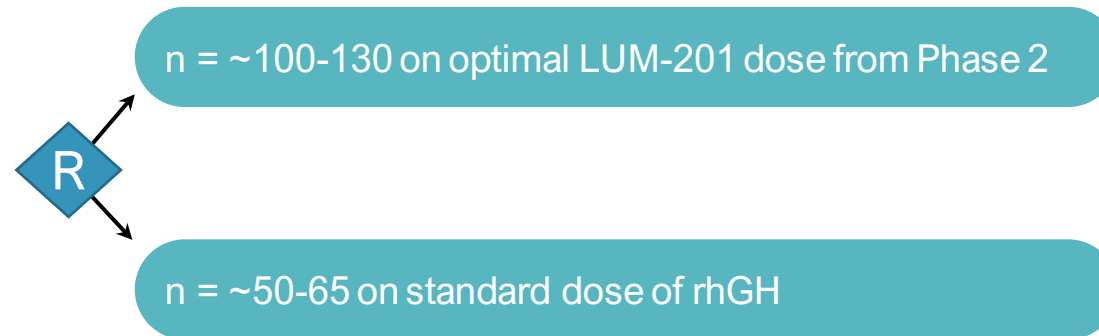 n = ~100-130 on optimal LUM-201 dose from Phase 2
R
n = ~50-65 on standard dose of rhGH